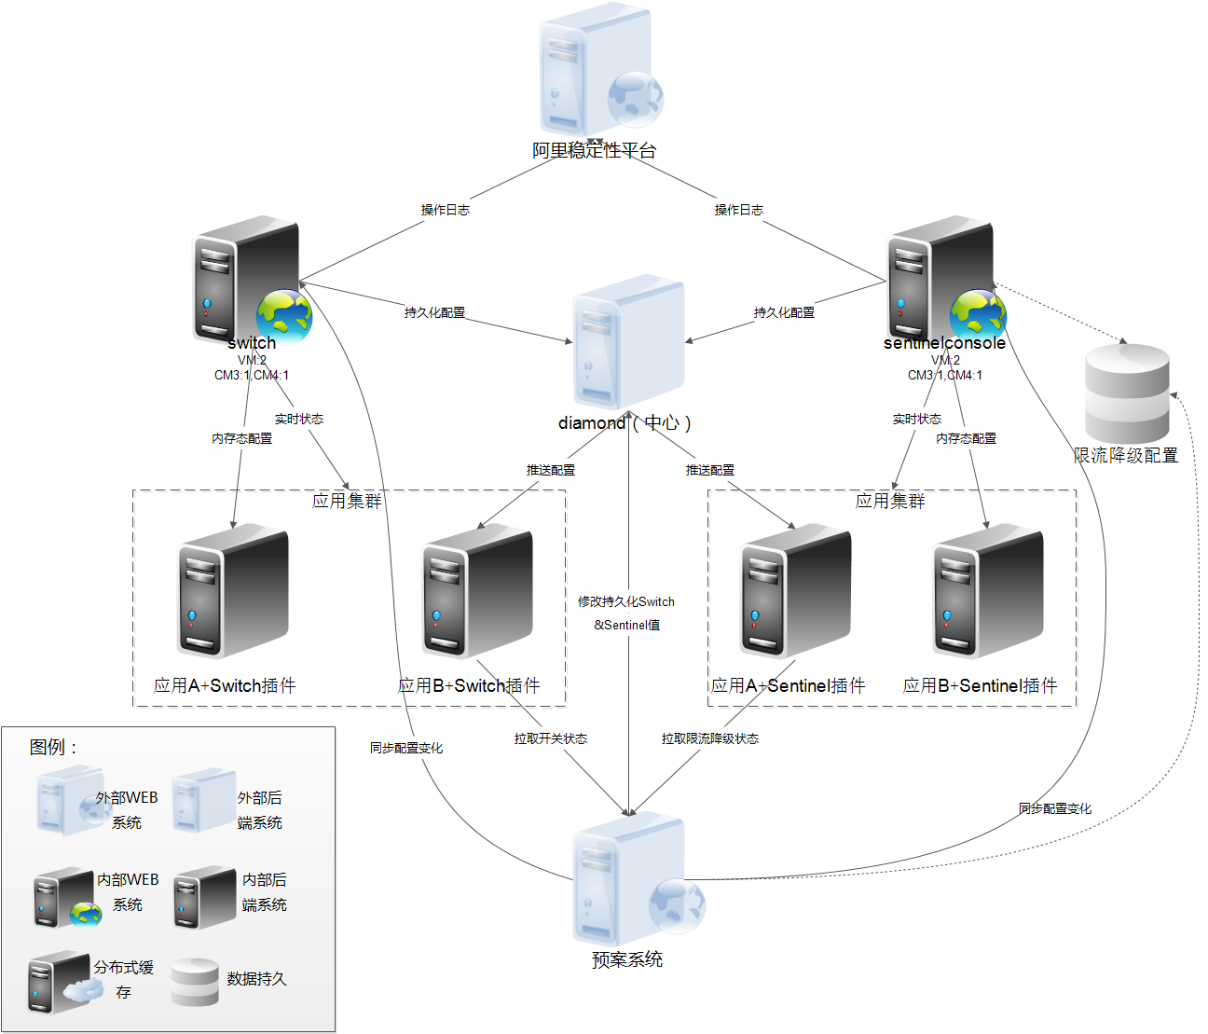 阿里稳定性平台
操作日志
操作日志
switch
VM:2
CM3:1,CM4:1
持久化配置
持久化配置
sentinelconsole
VM:2
CM3:1,CM4:1
diamond（中心）
限流降级配置
实时状态
内存态配置
推送配置
推送配置
实时状态
内存态配置
应用集群
应用集群
修改持久化Switch
&Sentinel值
应用A+Switch插件
应用B+Switch插件
应用A+Sentinel插件
应用B+Sentinel插件
同步配置变化
拉取开关状态
拉取限流降级状态
同步配置变化
预案系统
图例：
外部WEB
系统
外部后
端系统
内部WEB
系统
内部后
端系统
分布式缓
存
数据持久